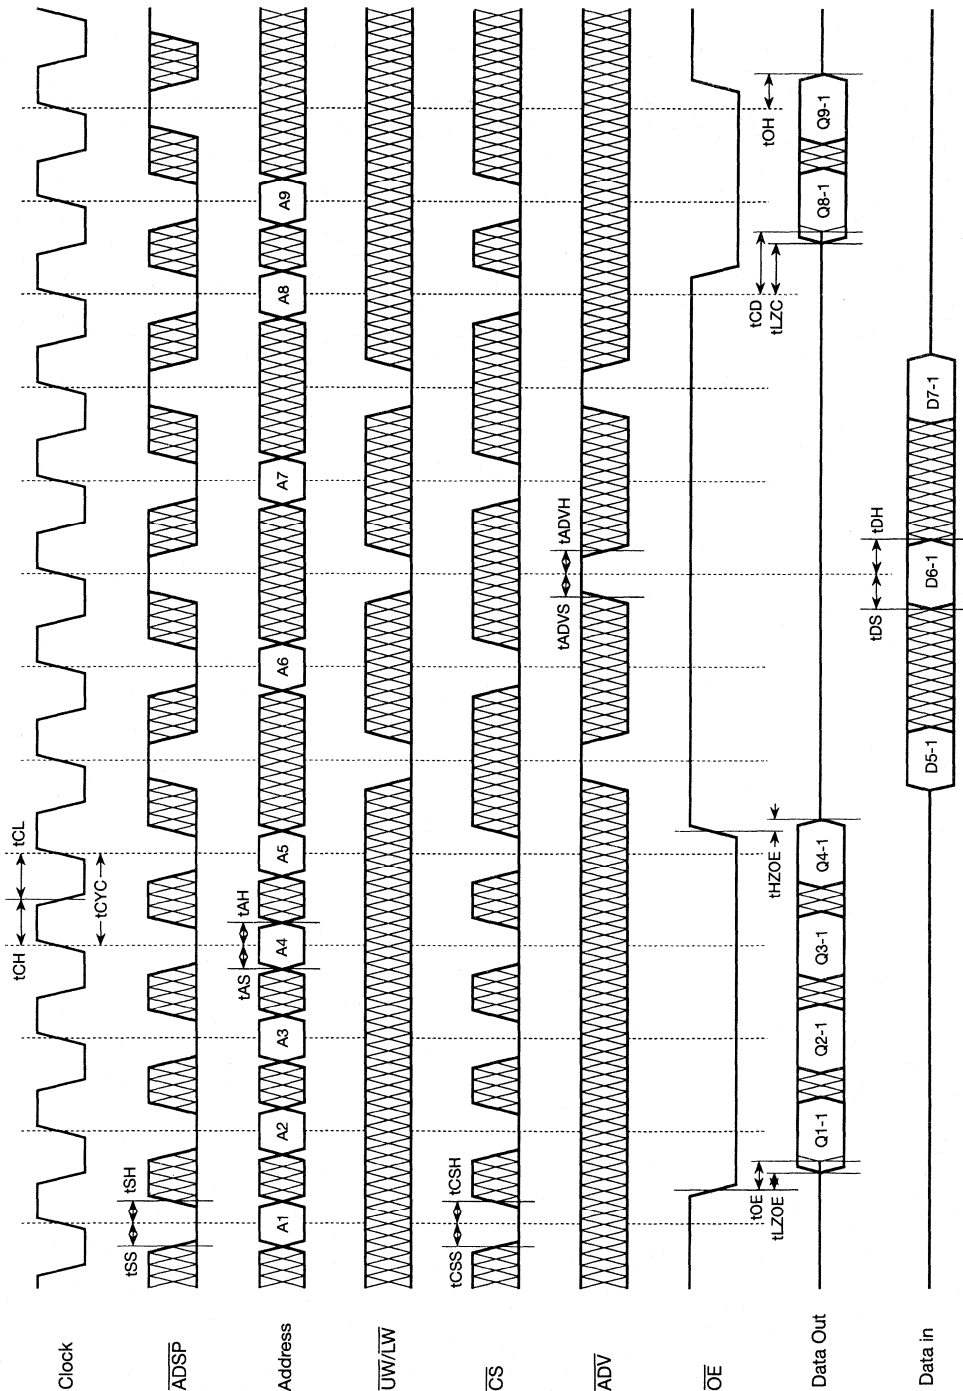 Clock
tCH
tCL
tCYC
ADSP
tSS
tSH
Address
A1
A2
A3
A4
A5
A6
A7
A8
A9
tAS
tAH
UW/LW
CS
tCSS
tCSH
ADV
tADVS
tADVH
OE
tOE
tLZOE
tHZOE
tCD
tLZC
tOH
Data Out
Q1-1
Q2-1
Q3-1
Q4-1
Q8-1
Q9-1
Data in
D5-1
D6-1
D7-1
tDS
tDH